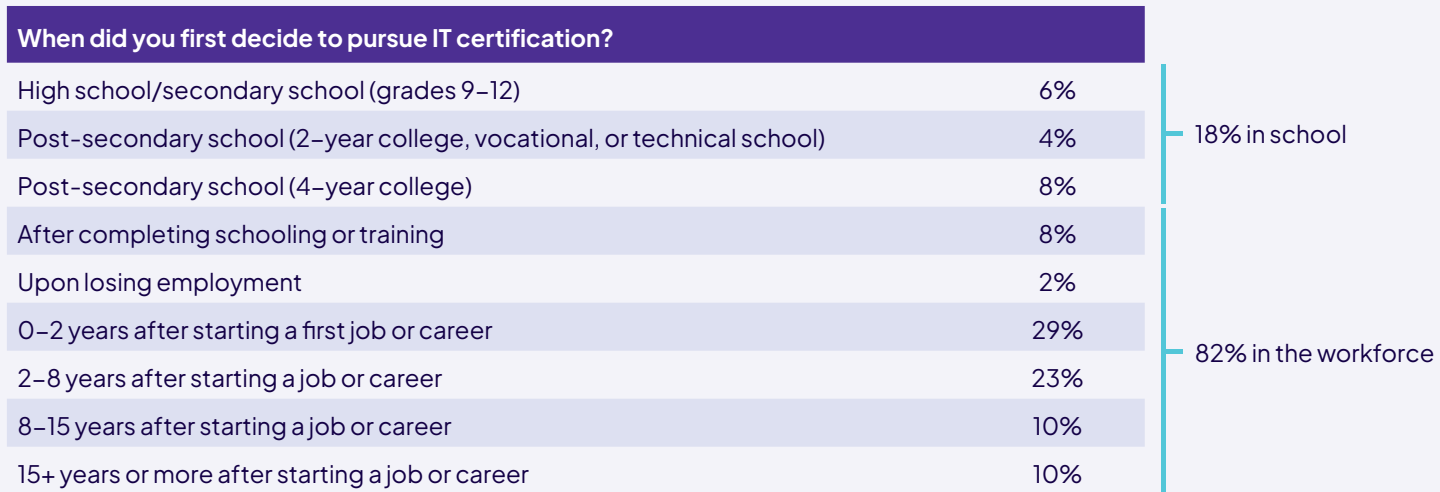 When did you first decide to pursue IT certification?
High school/secondary school (grades 9–12) 6%
Post-secondary school (2–year college, vocational, or technical school) 4%
18% in school
Post-secondary school (4–year college) 8%
After completing schooling or training 8%
Upon losing employment 2%
0–2 years after starting a first job or career 29%
82% in the workforce
2–8 years after starting a job or career 23%
8–15 years after starting a job or career 10%
15+ years or more after starting a job or career 10%